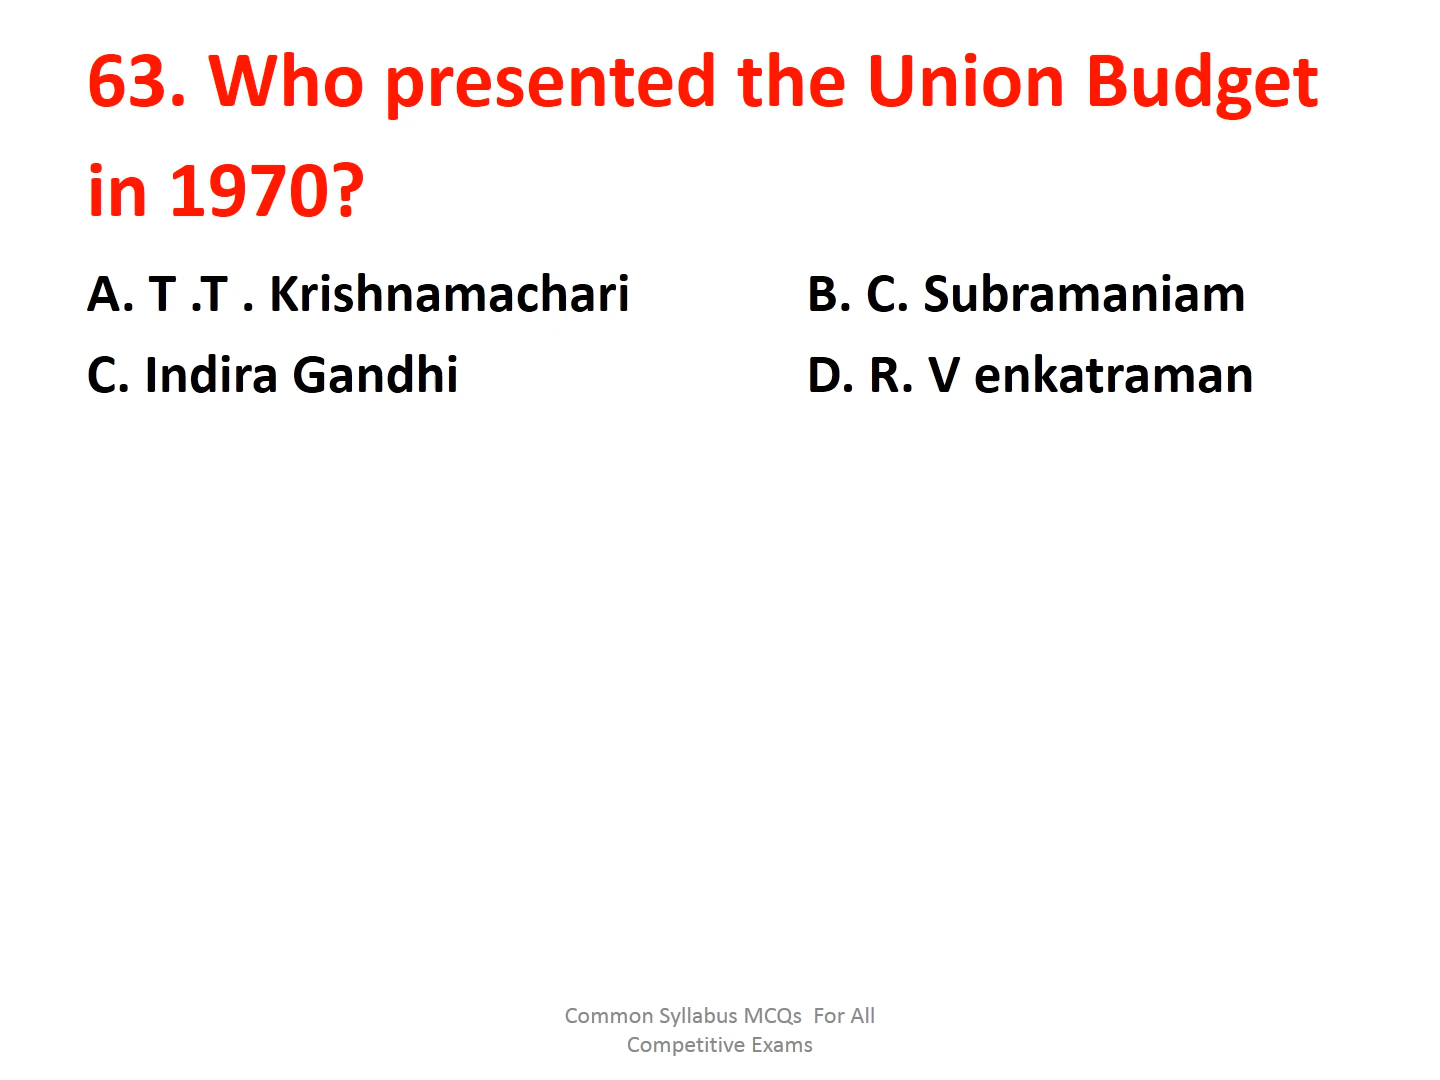 63. Who presented the Union Budget
in 1970?
A. T .T . Krishnamachari B. C. Subramaniam
C. Indira Gandhi D. R. V enkatraman
Common Syllabus MCQs For All
Competitive Exams